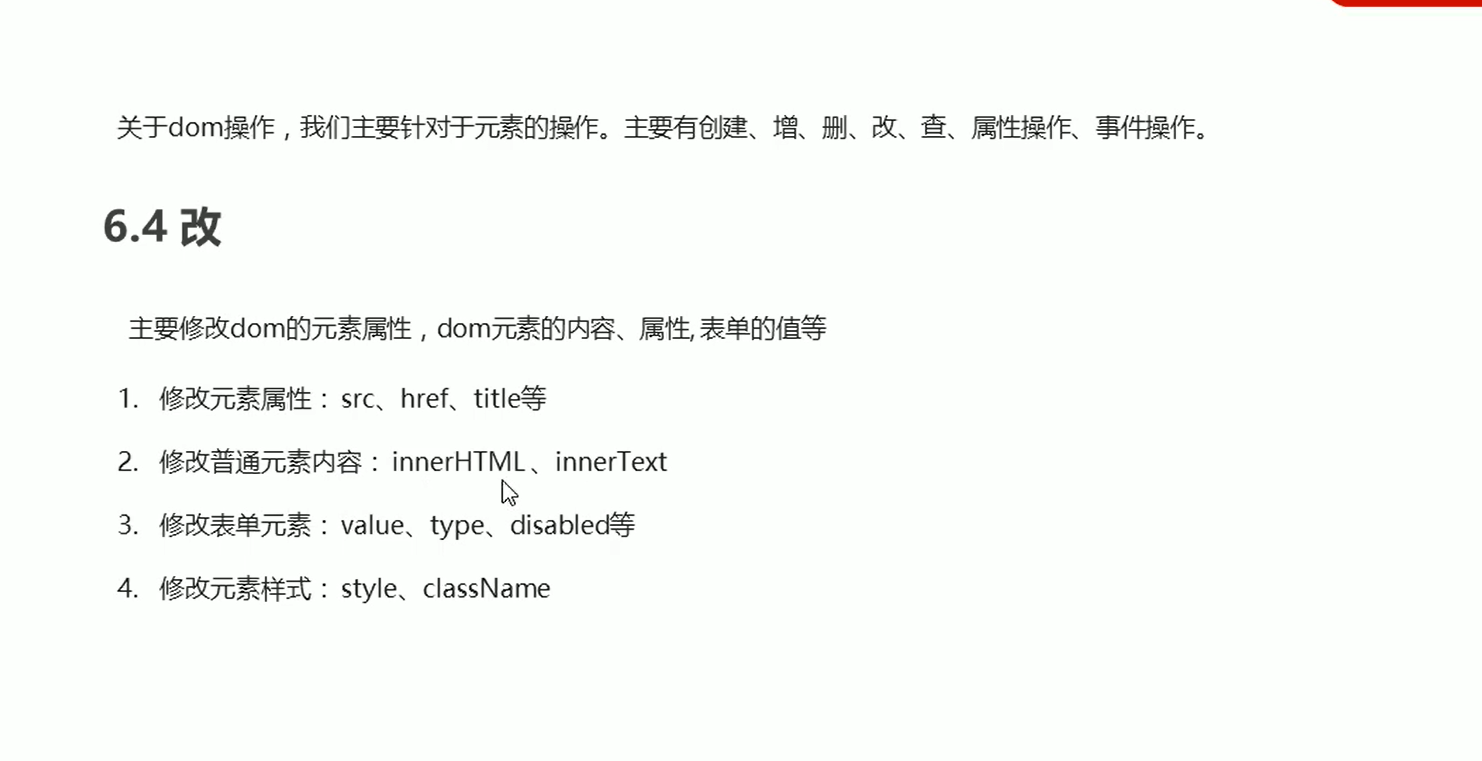 关于dom操作，我们主要针对于元素的操作。主要有创建、增、删、改、查、属性操作、事件操作。
6.4 改
主要修改dom的元素属性，dom元素的内容、属性, 表单的值等
1. 修改元素属性： src、href、title等
2. 修改普通元素内容： innerHTML 、innerText
3. 修改表单元素： value、type、disabled等
4. 修改元素样式： style、className